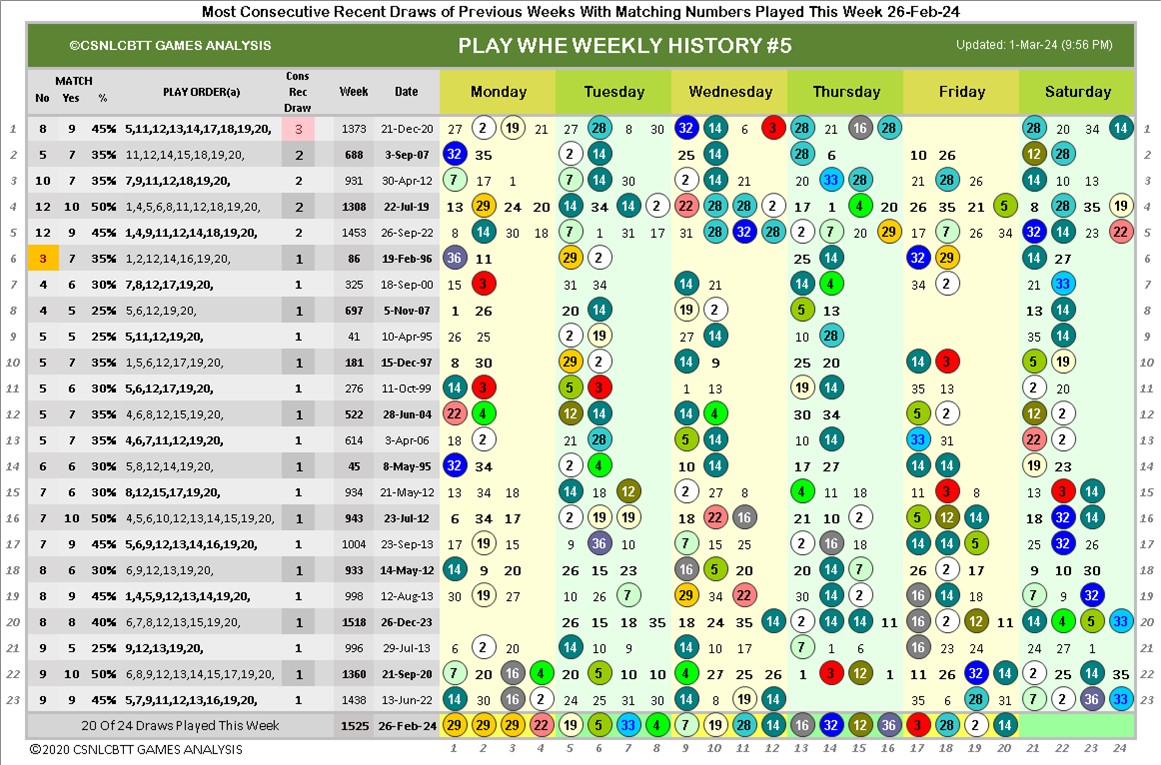 Most Consecutive Recent Draws of Previous Weeks With Matching Numbers Played This Week 26-Feb-24
©CSNLCBTT GAMES ANALYSIS PLAY WHE WEEKLY HISTORY #5 Updated: 1-Mar-24 (9:56 PM)
MATCH Cons
No Yes % PLAY ORDER(a) Rec Week Date Monday Tuesday Wednesday Thursday Friday Saturday
Draw
1 8 9 45% 5,11,12,13,14,17,18,19,20, 3 1373 21-Dec-20 27 2 19 21 27 28 8 30 32 14 6 3 28 21 16 28 28 20 34 14 1
2 5 7 35% 11,12,14,15,18,19,20, 2 688 3-Sep-07 32 35 2 14 25 14 28 6 10 26 12 28 2
3 10 7 35% 7,9,11,12,18,19,20, 2 931 30-Apr-12 7 17 1 7 14 30 2 14 21 20 33 28 21 28 26 14 10 13 3
4 12 10 50% 1,4,5,6,8,11,12,18,19,20, 2 1308 22-Jul-19 13 29 24 20 14 34 14 2 22 28 28 2 17 1 4 20 26 35 21 5 8 28 35 19 4
5 12 9 45% 1,4,9,11,12,14,18,19,20, 2 1453 26-Sep-22 8 14 30 18 7 1 31 17 31 28 32 28 2 7 20 29 17 7 26 34 32 14 23 22 5
6 3 7 35% 1,2,12,14,16,19,20, 1 86 19-Feb-96 36 11 29 2 25 14 32 29 14 27 6
7 4 6 30% 7,8,12,17,19,20, 1 325 18-Sep-00 15 3 31 34 14 21 14 4 34 2 21 33 7
8 4 5 25% 5,6,12,19,20, 1 697 5-Nov-07 1 26 20 14 19 2 5 13 13 14 8
9 5 5 25% 5,11,12,19,20, 1 41 10-Apr-95 26 25 2 19 27 14 10 28 35 14 9
10 5 7 35% 1,5,6,12,17,19,20, 1 181 15-Dec-97 8 30 29 2 14 9 25 20 14 3 5 19 10
11 5 6 30% 5,6,12,17,19,20, 1 276 11-Oct-99 14 3 5 3 1 13 19 14 35 13 2 20 11
12 5 7 35% 4,6,8,12,15,19,20, 1 522 28-Jun-04 22 4 12 14 14 4 30 34 5 2 12 2 12
13 5 7 35% 4,6,7,11,12,19,20, 1 614 3-Apr-06 18 2 21 28 5 14 10 14 33 31 22 2 13
14 6 6 30% 5,8,12,14,19,20, 1 45 8-May-95 32 34 2 4 10 14 17 27 14 14 19 23 14
15 7 6 30% 8,12,15,17,19,20, 1 934 21-May-12 13 34 18 14 18 12 2 27 8 4 11 18 11 3 8 13 3 14 15
16 7 10 50% 4,5,6,10,12,13,14,15,19,20, 1 943 23-Jul-12 6 34 17 2 19 19 18 22 16 21 10 2 5 12 14 18 32 14 16
17 7 9 45% 5,6,9,12,13,14,16,19,20, 1 1004 23-Sep-13 17 19 15 9 36 10 7 15 25 2 16 18 14 14 5 25 32 26 17
18 8 6 30% 6,9,12,13,19,20, 1 933 14-May-12 14 9 20 26 15 23 16 5 20 20 14 7 26 2 17 9 10 30 18
19 8 9 45% 1,4,5,9,12,13,14,19,20, 1 998 12-Aug-13 30 19 27 10 26 7 29 34 22 30 14 2 16 14 18 7 9 32 19
20 8 8 40% 6,7,8,12,13,15,19,20, 1 1518 26-Dec-23 26 15 18 35 18 24 35 14 2 14 14 11 16 2 12 11 14 4 5 33 20
21 9 5 25% 9,12,13,19,20, 1 996 29-Jul-13 6 2 20 14 10 9 14 10 17 7 1 6 16 23 24 24 27 1 21
22 9 10 50% 6,8,9,12,13,14,15,17,19,20, 1 1360 21-Sep-20 7 20 16 4 20 5 10 10 4 27 25 26 1 3 12 1 11 26 32 14 2 25 14 35 22
23 9 9 45% 5,7,9,11,12,13,16,19,20, 1 1438 13-Jun-22 14 30 16 2 24 25 31 30 14 8 19 14 35 6 28 31 7 2 36 33 23
20 Of 24 Draws Played This Week 1525 26-Feb-24 29 29 29 22 19 5 33 4 7 19 28 14 16 32 12 36 3 28 2 14
©2020 CSNLCBTT GAMES ANALYSIS 1 2 3 4 5 6 7 8 9 10 11 12 13 14 15 16 17 18 19 20 21 22 23 24